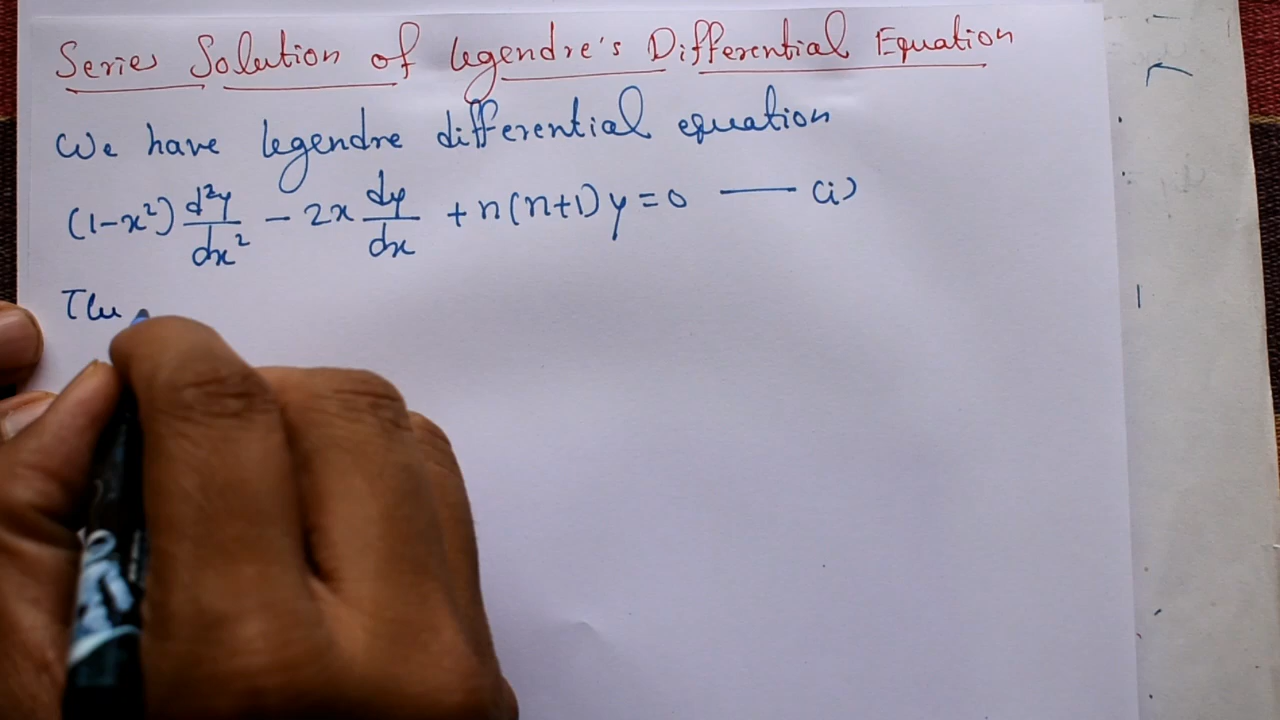 Series Solution of Legendre's Differential Equation
We have legendre differential equation
(1-x²) d²y/dx² - 2x dy/dx + n(n+1)y = 0 —— (i)